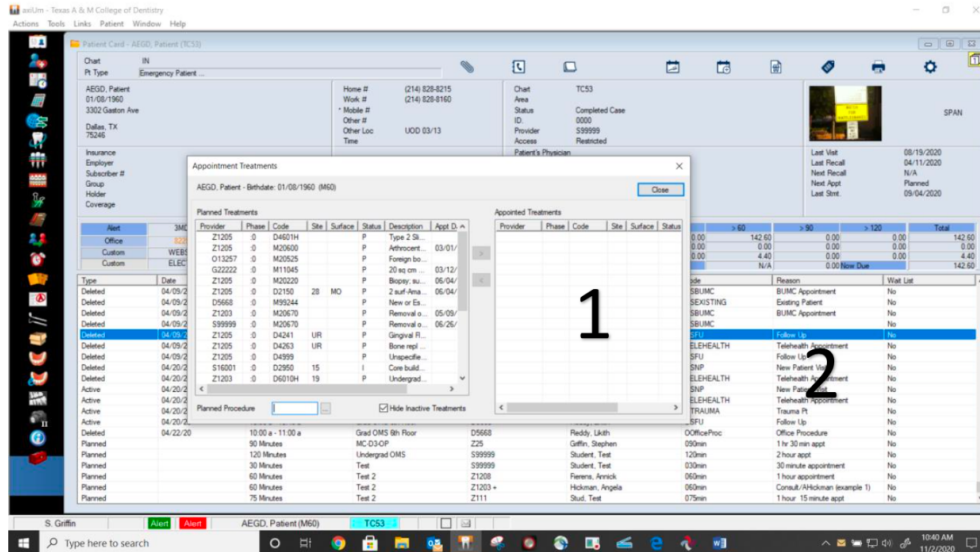 axiUm - Texas A & M College of Dentistry
Actions Tools Links Patient Window Help
Patient Card - AEGD, Patient (TC53)
Chart IN
Pt Type Emergency Patient ...
AEGD, Patient
01/08/1960
3302 Gaston Ave
Dallas, TX
75246
Home # (214) 828-8215
Work # (214) 828-8160
* Mobile #
Other #
Other Loc UOD 03/13
Time
Chart TC53
Area
Status Completed Case
ID. 0000
Provider S99999
Access Restricted
SPAN
Insurance
Employer
Subscriber #
Group
Holder
Coverage
Patient's Physician
Last Visit 08/19/2020
Last Recall 04/11/2020
Next Recall N/A
Next Appt Planned
Last Stmt. 09/04/2020
Appointment Treatments
AEGD, Patient - Birthdate: 01/08/1960 (M60)
Close
Planned Treatments
Provider Phase Code Site Surface Status Description Appt D
Z1205 :0 D4601H P Type 2 Sli...
Z1205 :0 M20600 P Arthrocent... 03/01/
O13257 :0 M20525 P Foreign bo...
G22222 :0 M11045 P 20 sq cm ... 03/12/
Z1205 :0 M20220 P Biopsy; su... 06/04/
Z1205 :0 D2150 28 MO P 2 surf-Ama... 06/04/
D5668 :0 M99244 P New or Es...
Z1203 :0 M20670 P Removal o... 05/09/
S99999 :0 M20670 P Removal o... 06/26/
Z1205 :0 D4241 UR P Gingival Fl...
Z1205 :0 D4263 UR P Bone repl ...
Z1205 :0 D4999 P Unspecifie...
S16001 :0 D2950 15 I Core build...
Z1203 :0 D6010H 19 P Undergrad...
Planned Procedure ... Hide Inactive Treatments
Appointed Treatments
Provider Phase Code Site Surface Status
1
2
Alert
Office
Custom WEBS
Custom ELEC
> 60 > 90 > 120 Total
0.00 142.60 0.00 0.00 142.60
0.00 0.00 0.00 0.00 0.00
0.00 4.40 0.00 0.00 4.40
N/A 0.00 Now Due 142.60
Type Date Reason Wait List
Deleted 04/09/2 SBUMC BUMC Appointment No
Deleted 04/09/2 SEXISTING Existing Patient No
Deleted 04/09/2 SBUMC BUMC Appointment No
Deleted 04/09/2 SBUMC No
Deleted 04/09/2 SFU Follow Up No
Deleted 04/09/2 ELEHEALTH Telehealth Appointment No
Deleted 04/09/2 SFU Follow Up No
Deleted 04/20/2 SNP New Patient No
Deleted 04/20/2 ELEHEALTH Telehealth Appointment No
Active 04/20/2 SNP New Patient No
Active 04/20/2 ELEHEALTH Telehealth Appointment No
Active 04/20/2 TRAUMA Trauma Pt No
Active 04/20/2 SFU Follow Up No
Deleted 04/22/20 10:00 a - 11:00 a Grad OMS 6th Floor D5668 Reddy, Likith OOfficeProc Office Procedure No
Planned 90 Minutes MC-D3-OP Z25 Griffin, Stephen 090min 1 hr 30 min appt No
Planned 120 Minutes Undergrad OMS S99999 Student, Test 120min 2 hour appt No
Planned 30 Minutes Test S99999 Student, Test 030min 30 minute appointment No
Planned 60 Minutes Test 2 Z1208 Fierens, Annick 060min 1 hour appointment No
Planned 60 Minutes Test 2 Z1203 + Hickman, Angela 060min Consult/AHickman (example 1) No
Planned 75 Minutes Test 2 Z111 Stud, Test 075min 1 hour 15 minute appt No
S. Griffin Alert Alert AEGD, Patient (M60) TC53
Type here to search
10:40 AM
11/2/2020